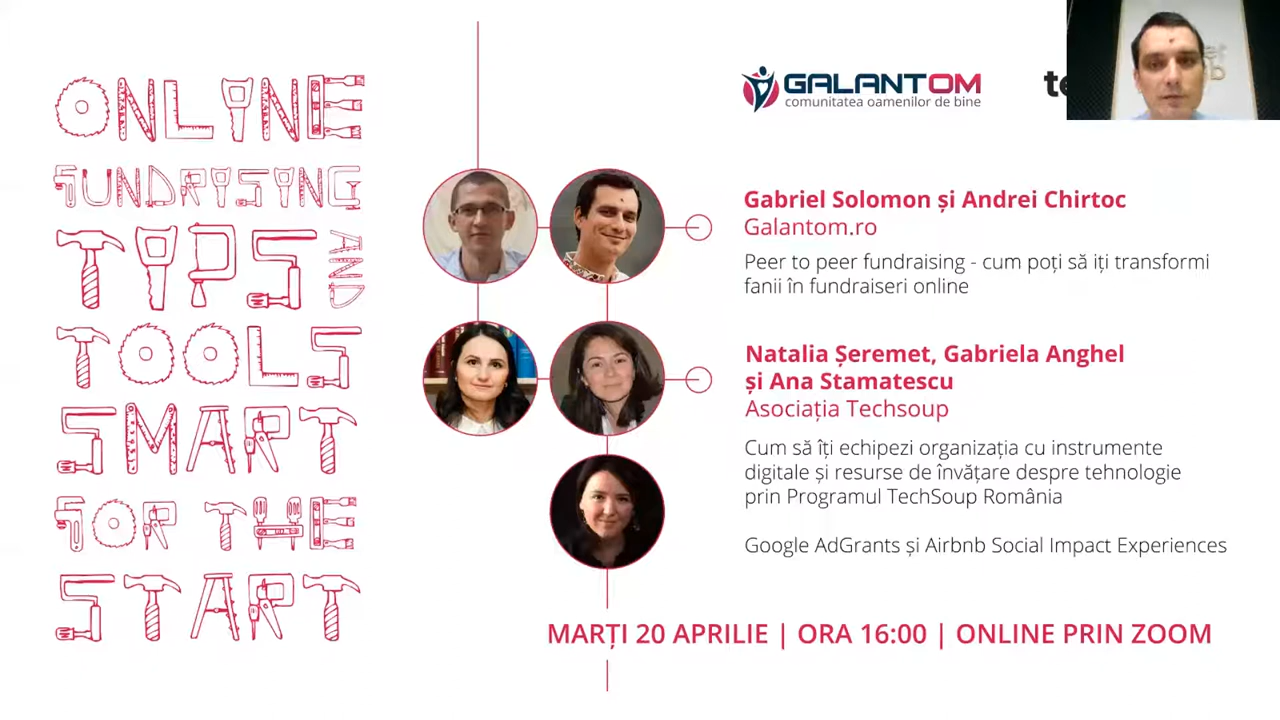 ONLINE
FUNDRISING
TIPS AND
TOOLS
SMART
FOR THE
START
GALANTOM
comunitatea oamenilor de bine
te
Gabriel Solomon și Andrei Chirtoc
Galantom.ro
Peer to peer fundraising - cum poți să iți transformi
fanii în fundraiseri online
Natalia Șeremet, Gabriela Anghel
și Ana Stamatescu
Asociația Techsoup
Cum să îți echipezi organizația cu instrumente
digitale și resurse de învățare despre tehnologie
prin Programul TechSoup România
Google AdGrants și Airbnb Social Impact Experiences
MARȚI 20 APRILIE | ORA 16:00 | ONLINE PRIN ZOOM